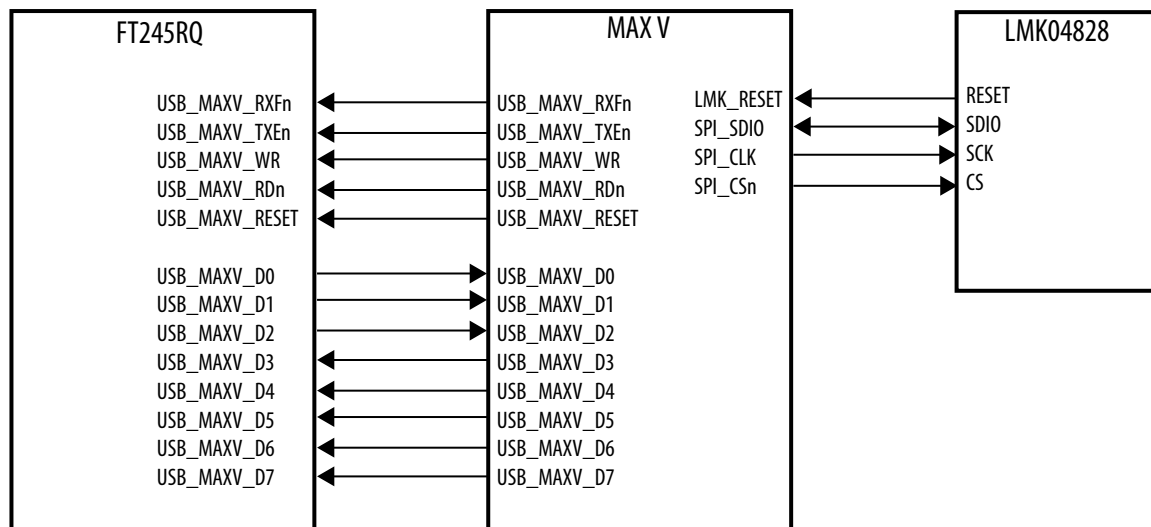 FT245RQ
MAX V
LMK04828
USB_MAXV_RXFn
USB_MAXV_TXEn
USB_MAXV_WR
USB_MAXV_RDn
USB_MAXV_RESET
USB_MAXV_D0
USB_MAXV_D1
USB_MAXV_D2
USB_MAXV_D3
USB_MAXV_D4
USB_MAXV_D5
USB_MAXV_D6
USB_MAXV_D7
USB_MAXV_RXFn
USB_MAXV_TXEn
USB_MAXV_WR
USB_MAXV_RDn
USB_MAXV_RESET
USB_MAXV_D0
USB_MAXV_D1
USB_MAXV_D2
USB_MAXV_D3
USB_MAXV_D4
USB_MAXV_D5
USB_MAXV_D6
USB_MAXV_D7
LMK_RESET
SPI_SDIO
SPI_CLK
SPI_CSn
RESET
SDIO
SCK
CS